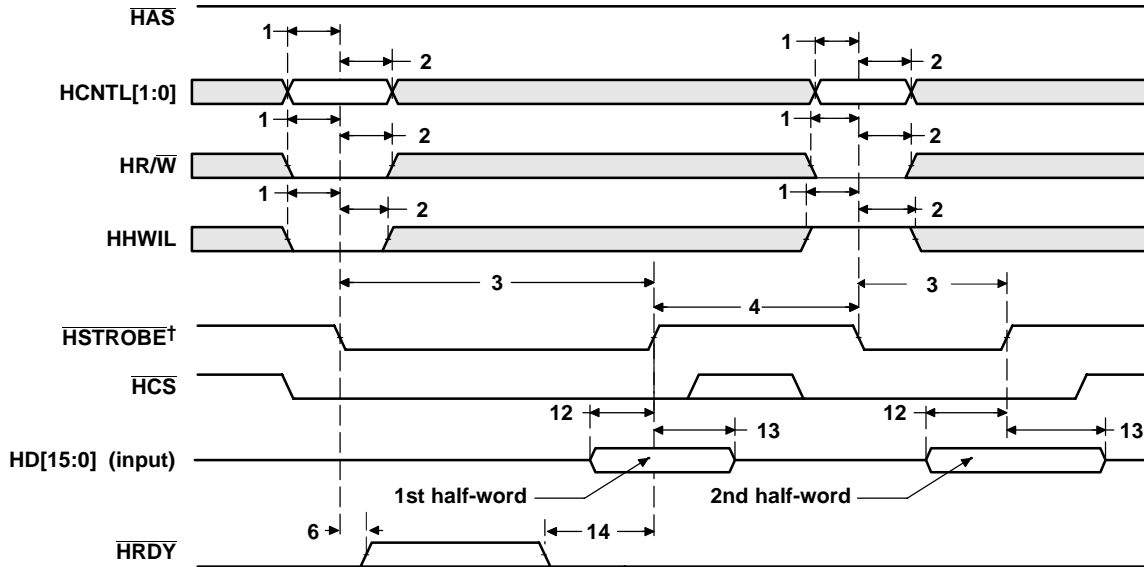 HAS
1
1
2
2
HCNTL[1:0]
1
1
2
2
HR/W
1
1
2
2
HHWIL
3
3
4
HSTROBE†
HCS
12
12
13
13
HD[15:0] (input)
1st half-word
2nd half-word
6
14
HRDY